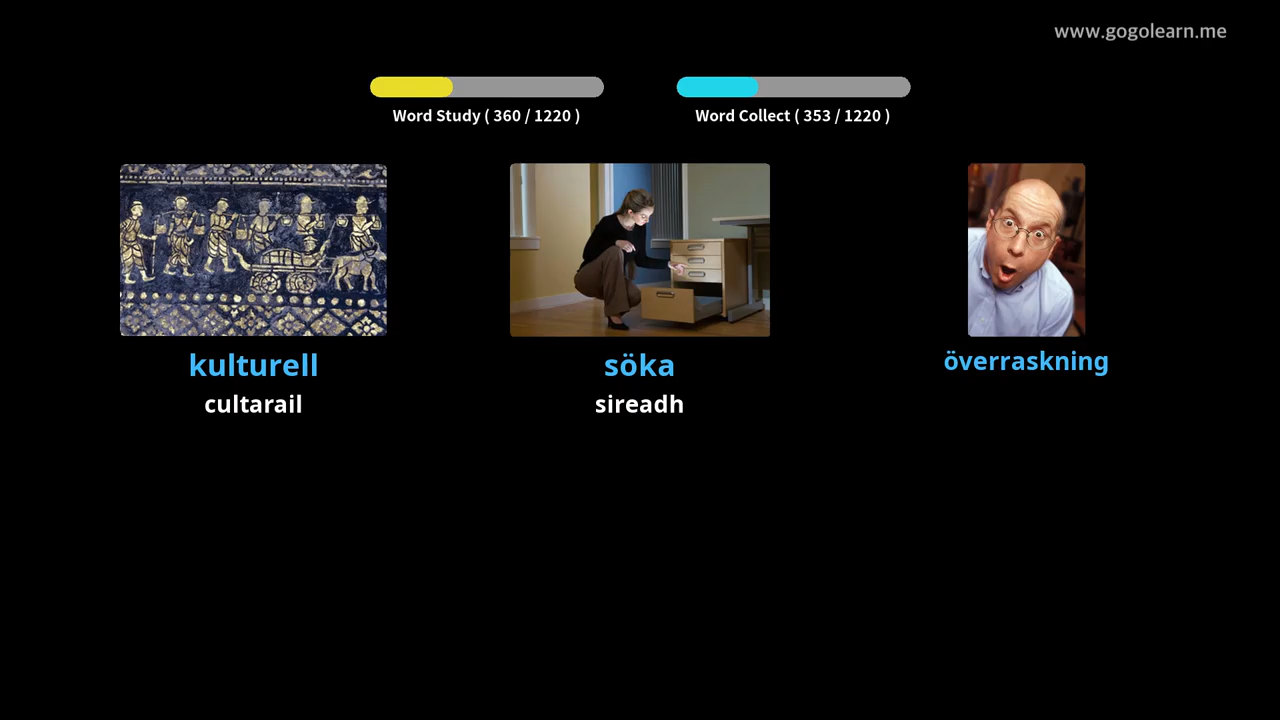 www.gogolearn.me
Word Study ( 360 / 1220 )
Word Collect ( 353 / 1220 )
kulturell
cultarail
söka
sireadh
överraskning